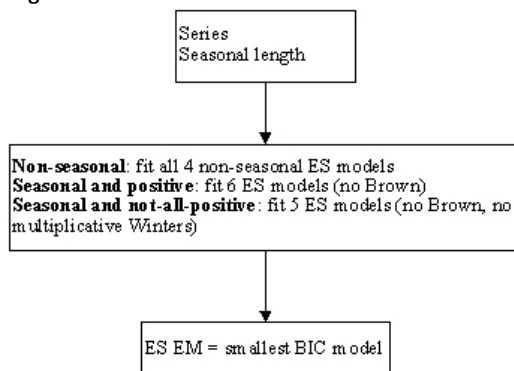 Series
Seasonal length
Non-seasonal: fit all 4 non-seasonal ES models
Seasonal and positive: fit 6 ES models (no Brown)
Seasonal and not-all-positive: fit 5 ES models (no Brown, no
multiplicative Winters)
ES EM = smallest BIC model